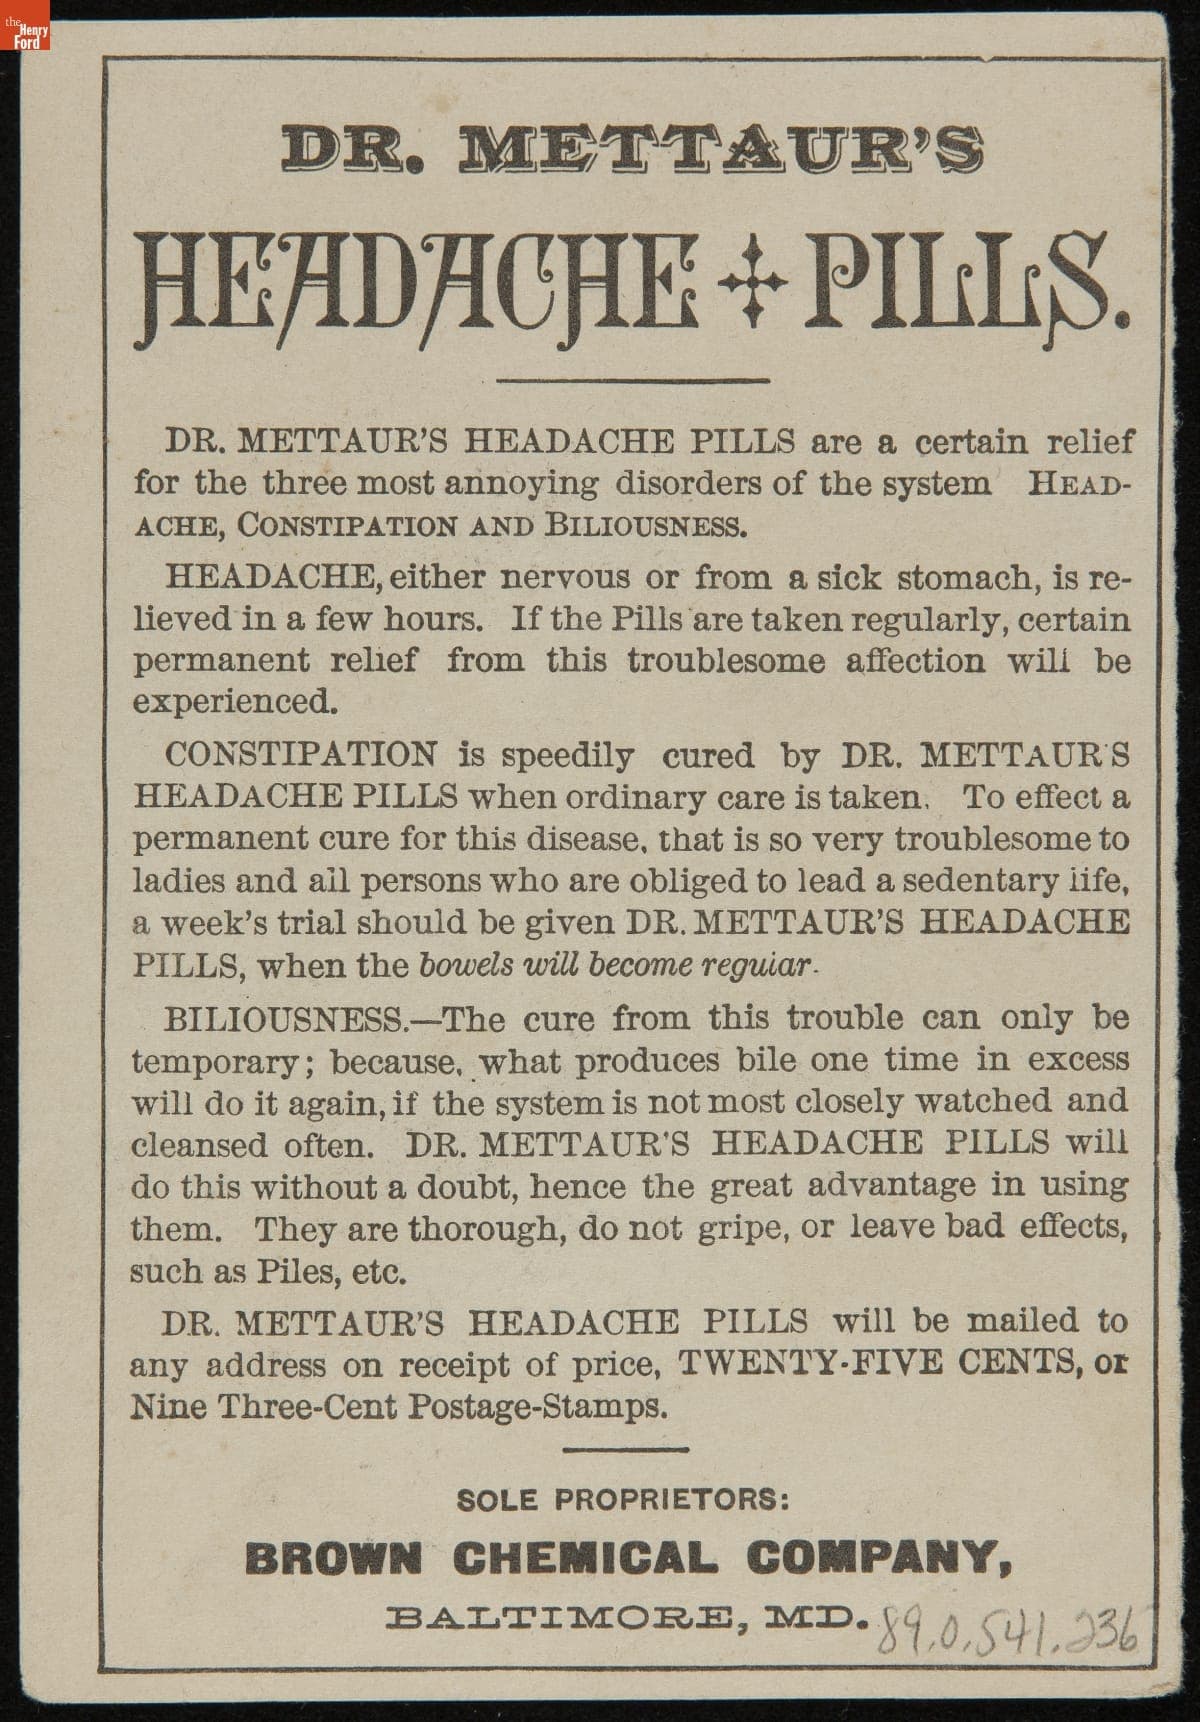 the
Henry
Ford
DR. METTAUR'S
HEADACHE PILLS.
DR. METTAUR'S HEADACHE PILLS are a certain relief
for the three most annoying disorders of the system HEAD-
ACHE, CONSTIPATION AND BILIOUSNESS.
HEADACHE, either nervous or from a sick stomach, is re-
lieved in a few hours. If the Pills are taken regularly, certain
permanent relief from this troublesome affection will be
experienced.
CONSTIPATION is speedily cured by DR. METTAUR'S
HEADACHE PILLS when ordinary care is taken. To effect a
permanent cure for this disease, that is so very troublesome to
ladies and all persons who are obliged to lead a sedentary life,
a week's trial should be given DR. METTAUR'S HEADACHE
PILLS, when the bowels will become regular.
BILIOUSNESS.—The cure from this trouble can only be
temporary; because, what produces bile one time in excess
will do it again, if the system is not most closely watched and
cleansed often. DR. METTAUR'S HEADACHE PILLS will
do this without a doubt, hence the great advantage in using
them. They are thorough, do not gripe, or leave bad effects,
such as Piles, etc.
DR. METTAUR'S HEADACHE PILLS will be mailed to
any address on receipt of price, TWENTY-FIVE CENTS, or
Nine Three-Cent Postage-Stamps.
SOLE PROPRIETORS:
BROWN CHEMICAL COMPANY,
BALTIMORE, MD.
89.0.541.236